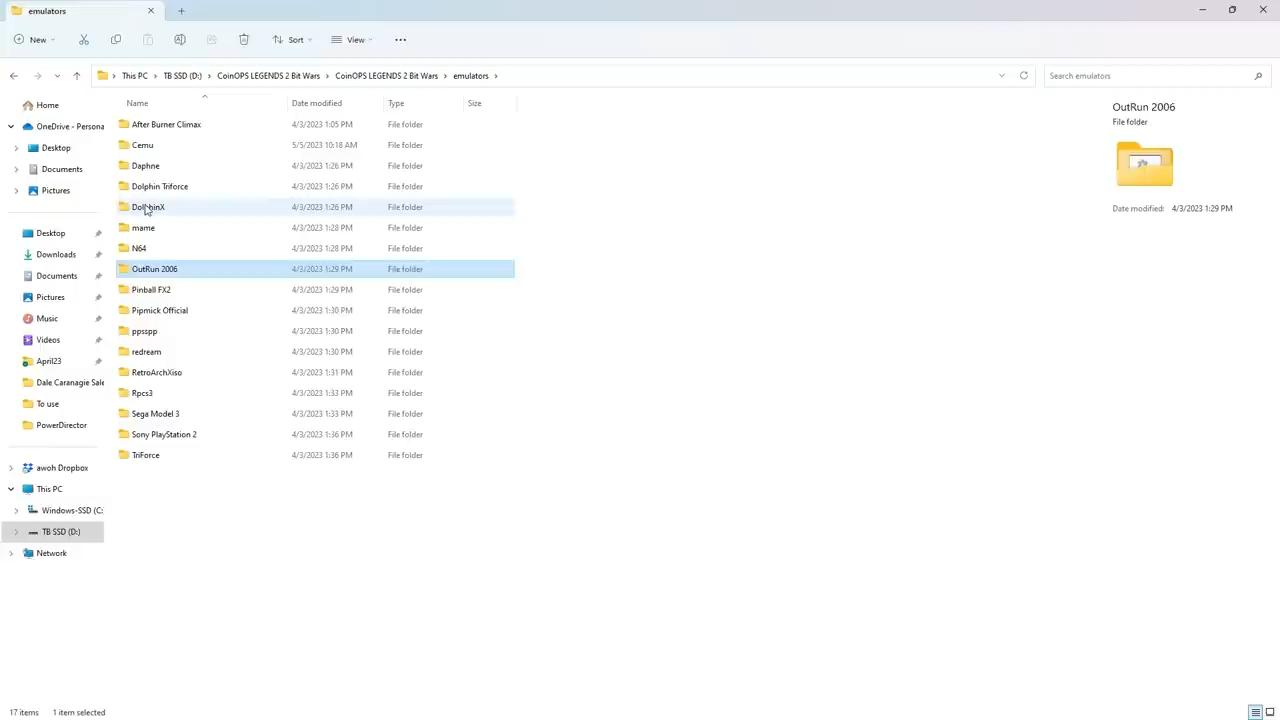 emulators
New
Sort
View
This PC > TB SSD (D:) > CoinOPS LEGENDS 2 Bit Wars > CoinOPS LEGENDS 2 Bit Wars > emulators >
Search emulators
Home
OneDrive - Persona
Desktop
Documents
Pictures
Desktop
Downloads
Documents
Pictures
Music
Videos
April23
Dale Caranagie Sale
To use
PowerDirector
awoh Dropbox
This PC
Windows-SSD (C:
TB SSD (D:)
Network
Name Date modified Type Size
After Burner Climax 4/3/2023 1:05 PM File folder
Cemu 5/5/2023 10:18 AM File folder
Daphne 4/3/2023 1:26 PM File folder
Dolphin Triforce 4/3/2023 1:26 PM File folder
DolphinX 4/3/2023 1:26 PM File folder
mame 4/3/2023 1:28 PM File folder
N64 4/3/2023 1:28 PM File folder
OutRun 2006 4/3/2023 1:29 PM File folder
Pinball FX2 4/3/2023 1:29 PM File folder
Pipmick Official 4/3/2023 1:30 PM File folder
ppsspp 4/3/2023 1:30 PM File folder
redream 4/3/2023 1:30 PM File folder
RetroArchXiso 4/3/2023 1:31 PM File folder
Rpcs3 4/3/2023 1:33 PM File folder
Sega Model 3 4/3/2023 1:33 PM File folder
Sony PlayStation 2 4/3/2023 1:36 PM File folder
TriForce 4/3/2023 1:36 PM File folder
OutRun 2006
File folder
Date modified: 4/3/2023 1:29 PM
17 items 1 item selected